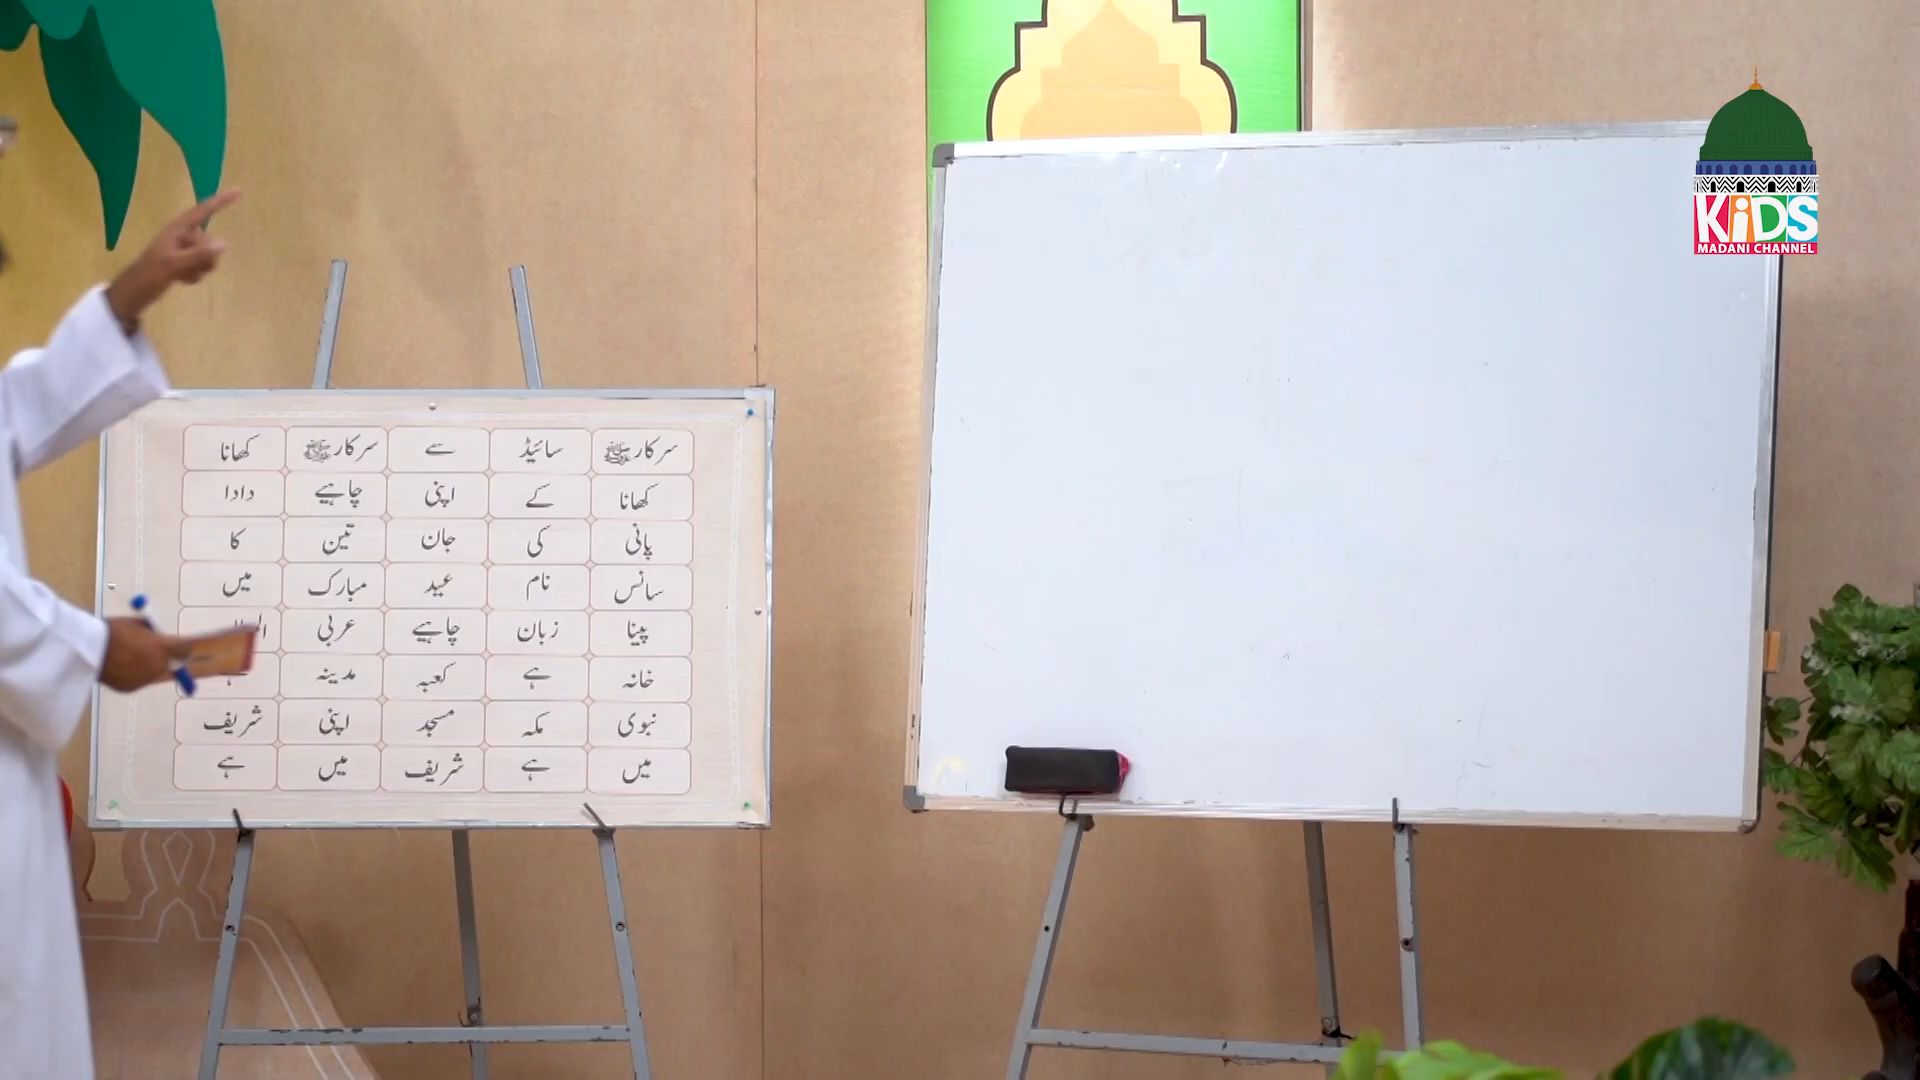 سرکار ﷺ سائیڈ سے سرکار ﷺ کھانا
کھانا کے اپنی چاہیے دادا
پانی کی جان تین کا
سانس نام عید مبارک میں
پینا زبان چاہیے عربی
خانہ ہے کعبہ مدینہ
نبوی مکہ مسجد اپنی شریف
میں ہے شریف میں ہے
KiDS
MADANI CHANNEL